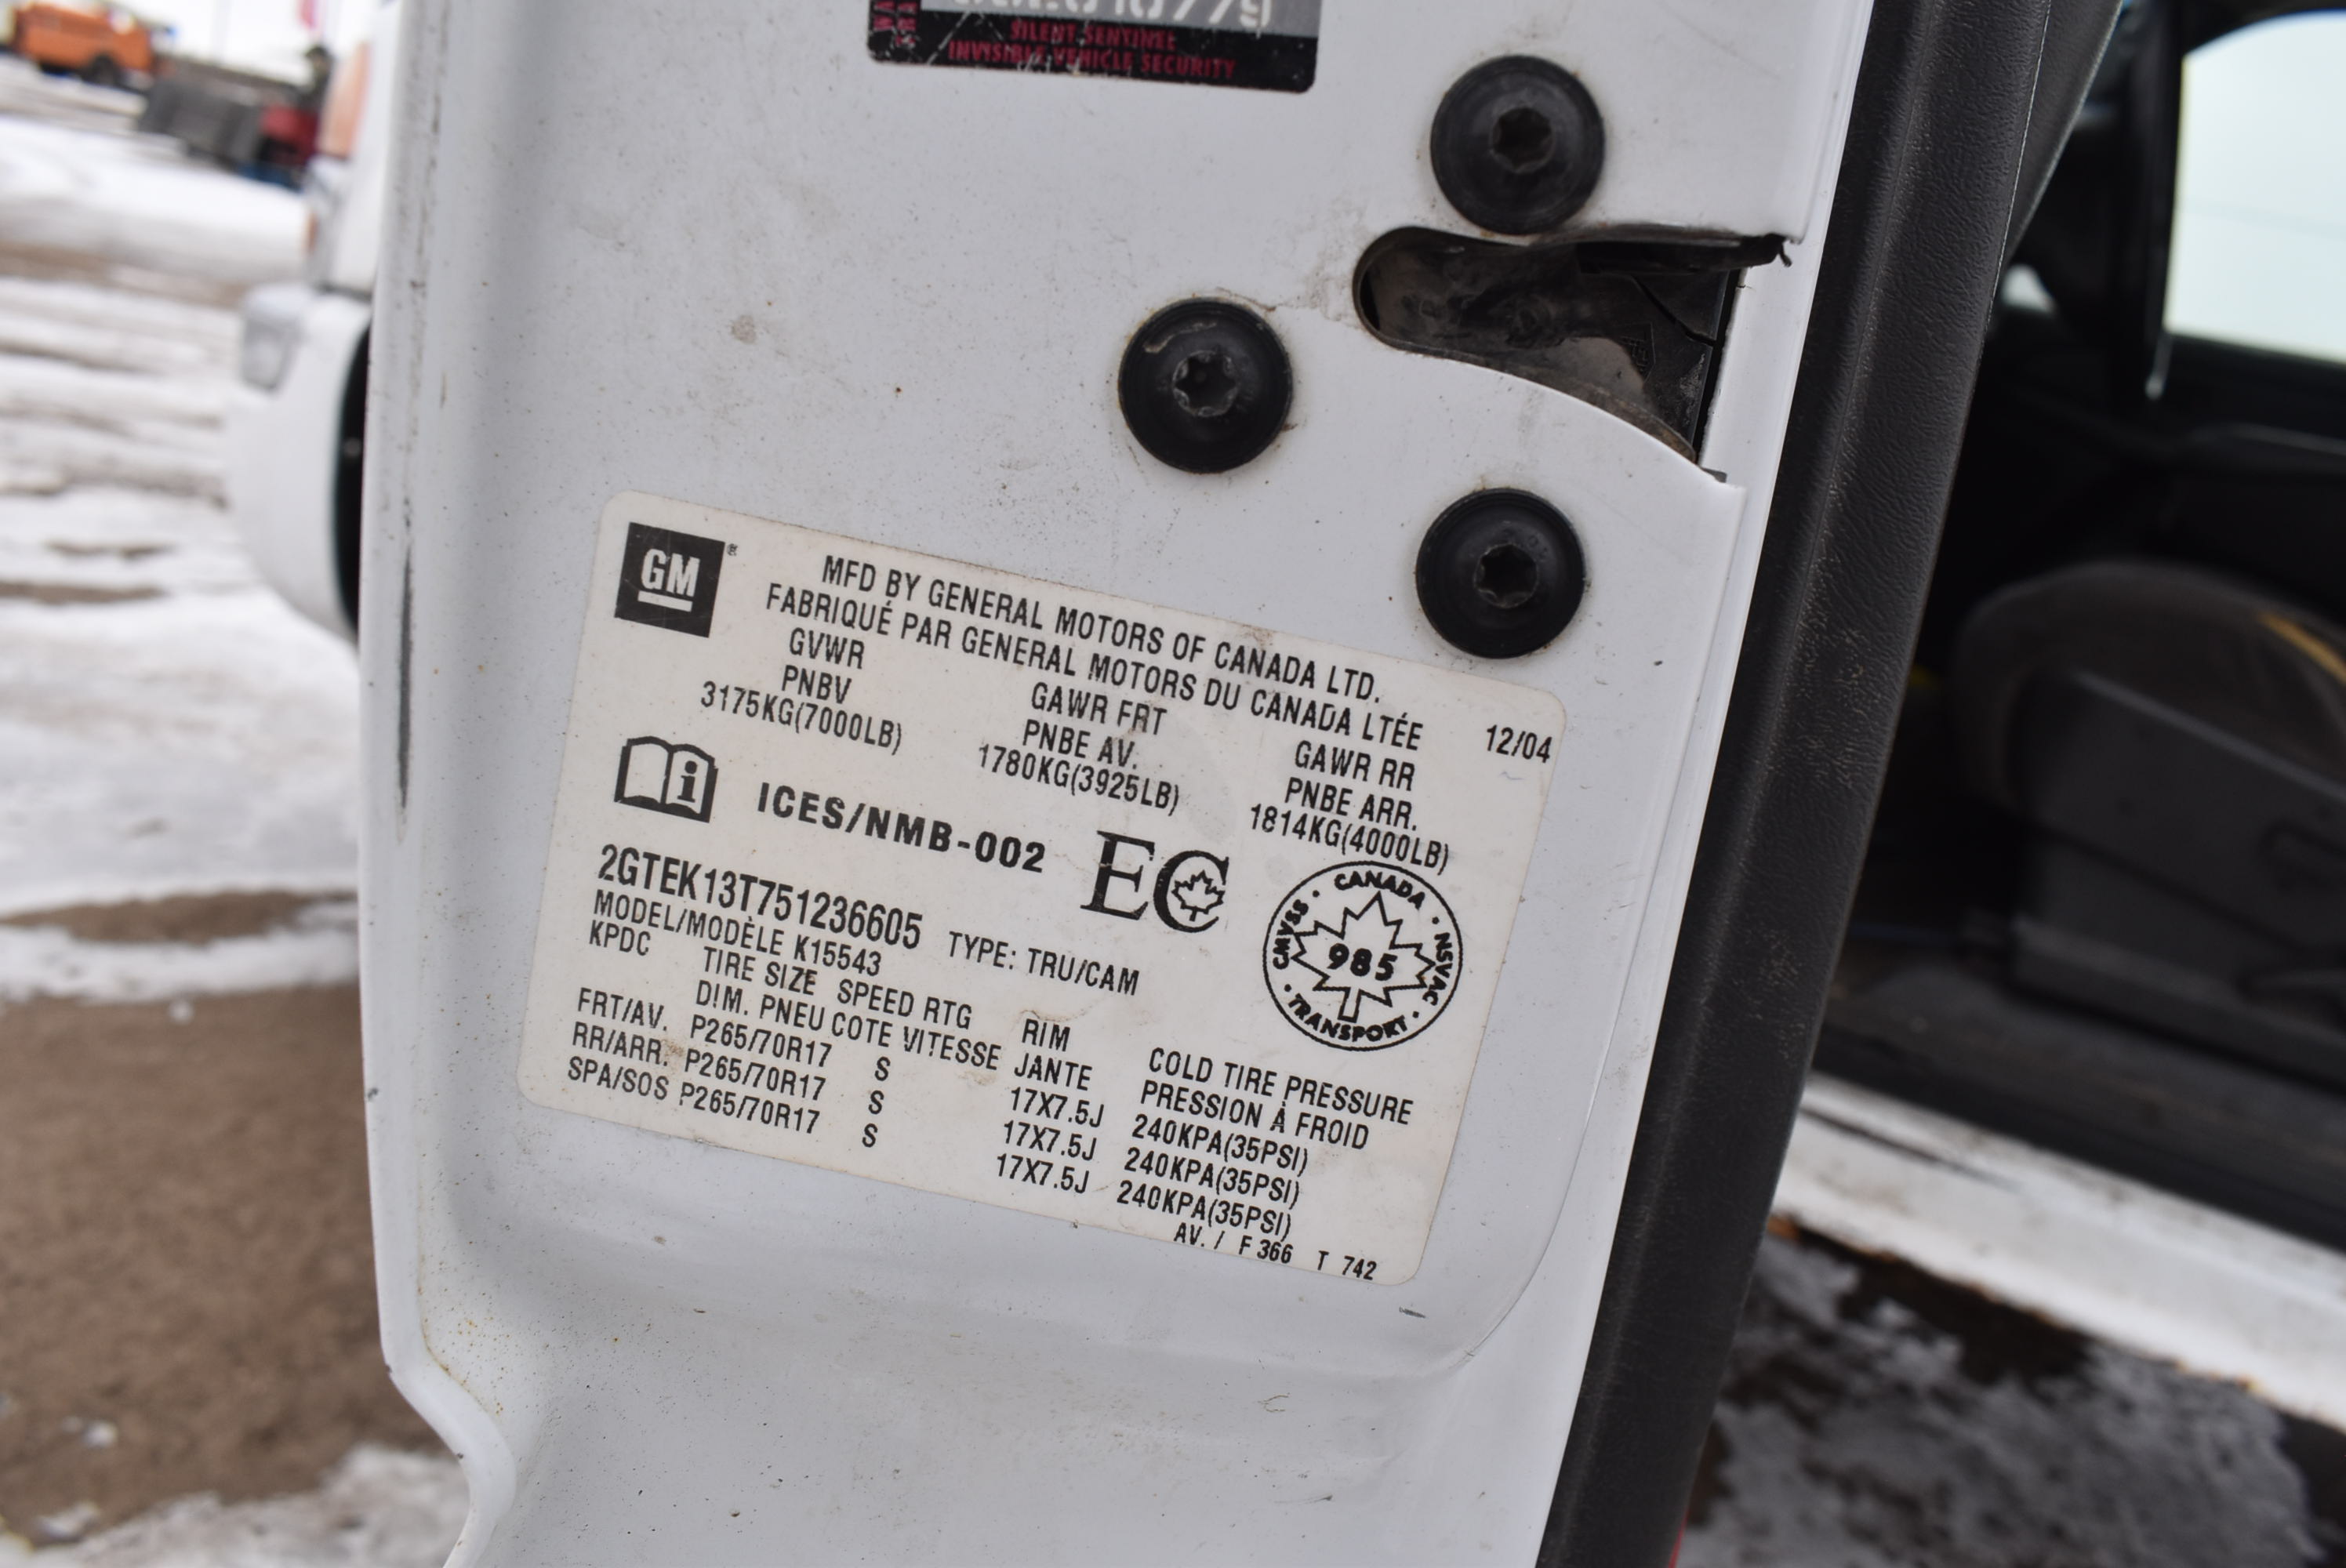 SILENT SENTINEL
INVISIBLE VEHICLE SECURITY
GM®
MFD BY GENERAL MOTORS OF CANADA LTD.
FABRIQUÉ PAR GENERAL MOTORS DU CANADA LTÉE 12/04
GVWR GAWR FRT GAWR RR
PNBV PNBE AV. PNBE ARR.
3175KG(7000LB) 1780KG(3925LB) 1814KG(4000LB)
i ICES/NMB-002 EC
2GTEK13T751236605 TYPE: TRU/CAM
CANADA · NSVAC · TRANSPORT · CMVSS ·
985
MODEL/MODÈLE K15543
KPDC TIRE SIZE SPEED RTG RIM COLD TIRE PRESSURE
DIM. PNEU COTE VITESSE JANTE PRESSION À FROID
FRT/AV. P265/70R17 S 17X7.5J 240KPA(35PSI)
RR/ARR. P265/70R17 S 17X7.5J 240KPA(35PSI)
SPA/SOS P265/70R17 S 17X7.5J 240KPA(35PSI)
AV. / F 366 T 742